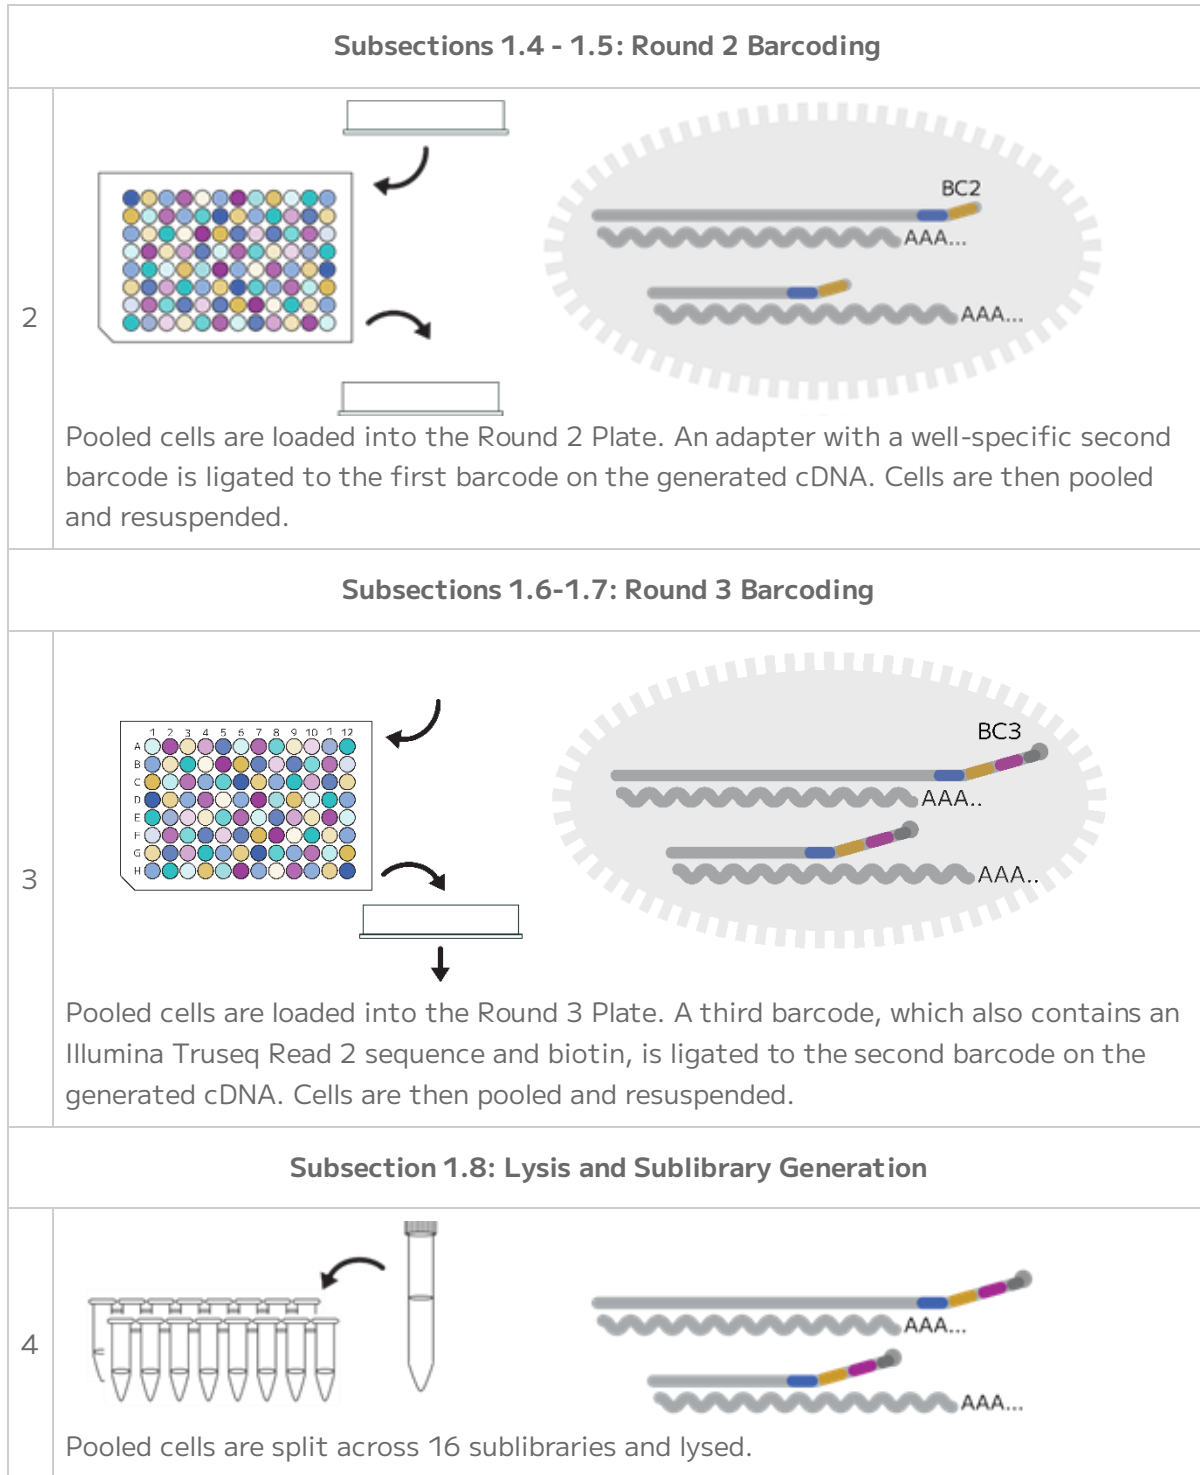 Subsections 1.4 - 1.5: Round 2 Barcoding
2
BC2
AAA...
AAA...
Pooled cells are loaded into the Round 2 Plate. An adapter with a well-specific second
barcode is ligated to the first barcode on the generated cDNA. Cells are then pooled
and resuspended.
Subsections 1.6-1.7: Round 3 Barcoding
3
1 2 3 4 5 6 7 8 9 10 1 12
A
B
C
D
E
F
G
H
BC3
AAA..
AAA..
Pooled cells are loaded into the Round 3 Plate. A third barcode, which also contains an
Illumina Truseq Read 2 sequence and biotin, is ligated to the second barcode on the
generated cDNA. Cells are then pooled and resuspended.
Subsection 1.8: Lysis and Sublibrary Generation
4
AAA...
AAA...
Pooled cells are split across 16 sublibraries and lysed.